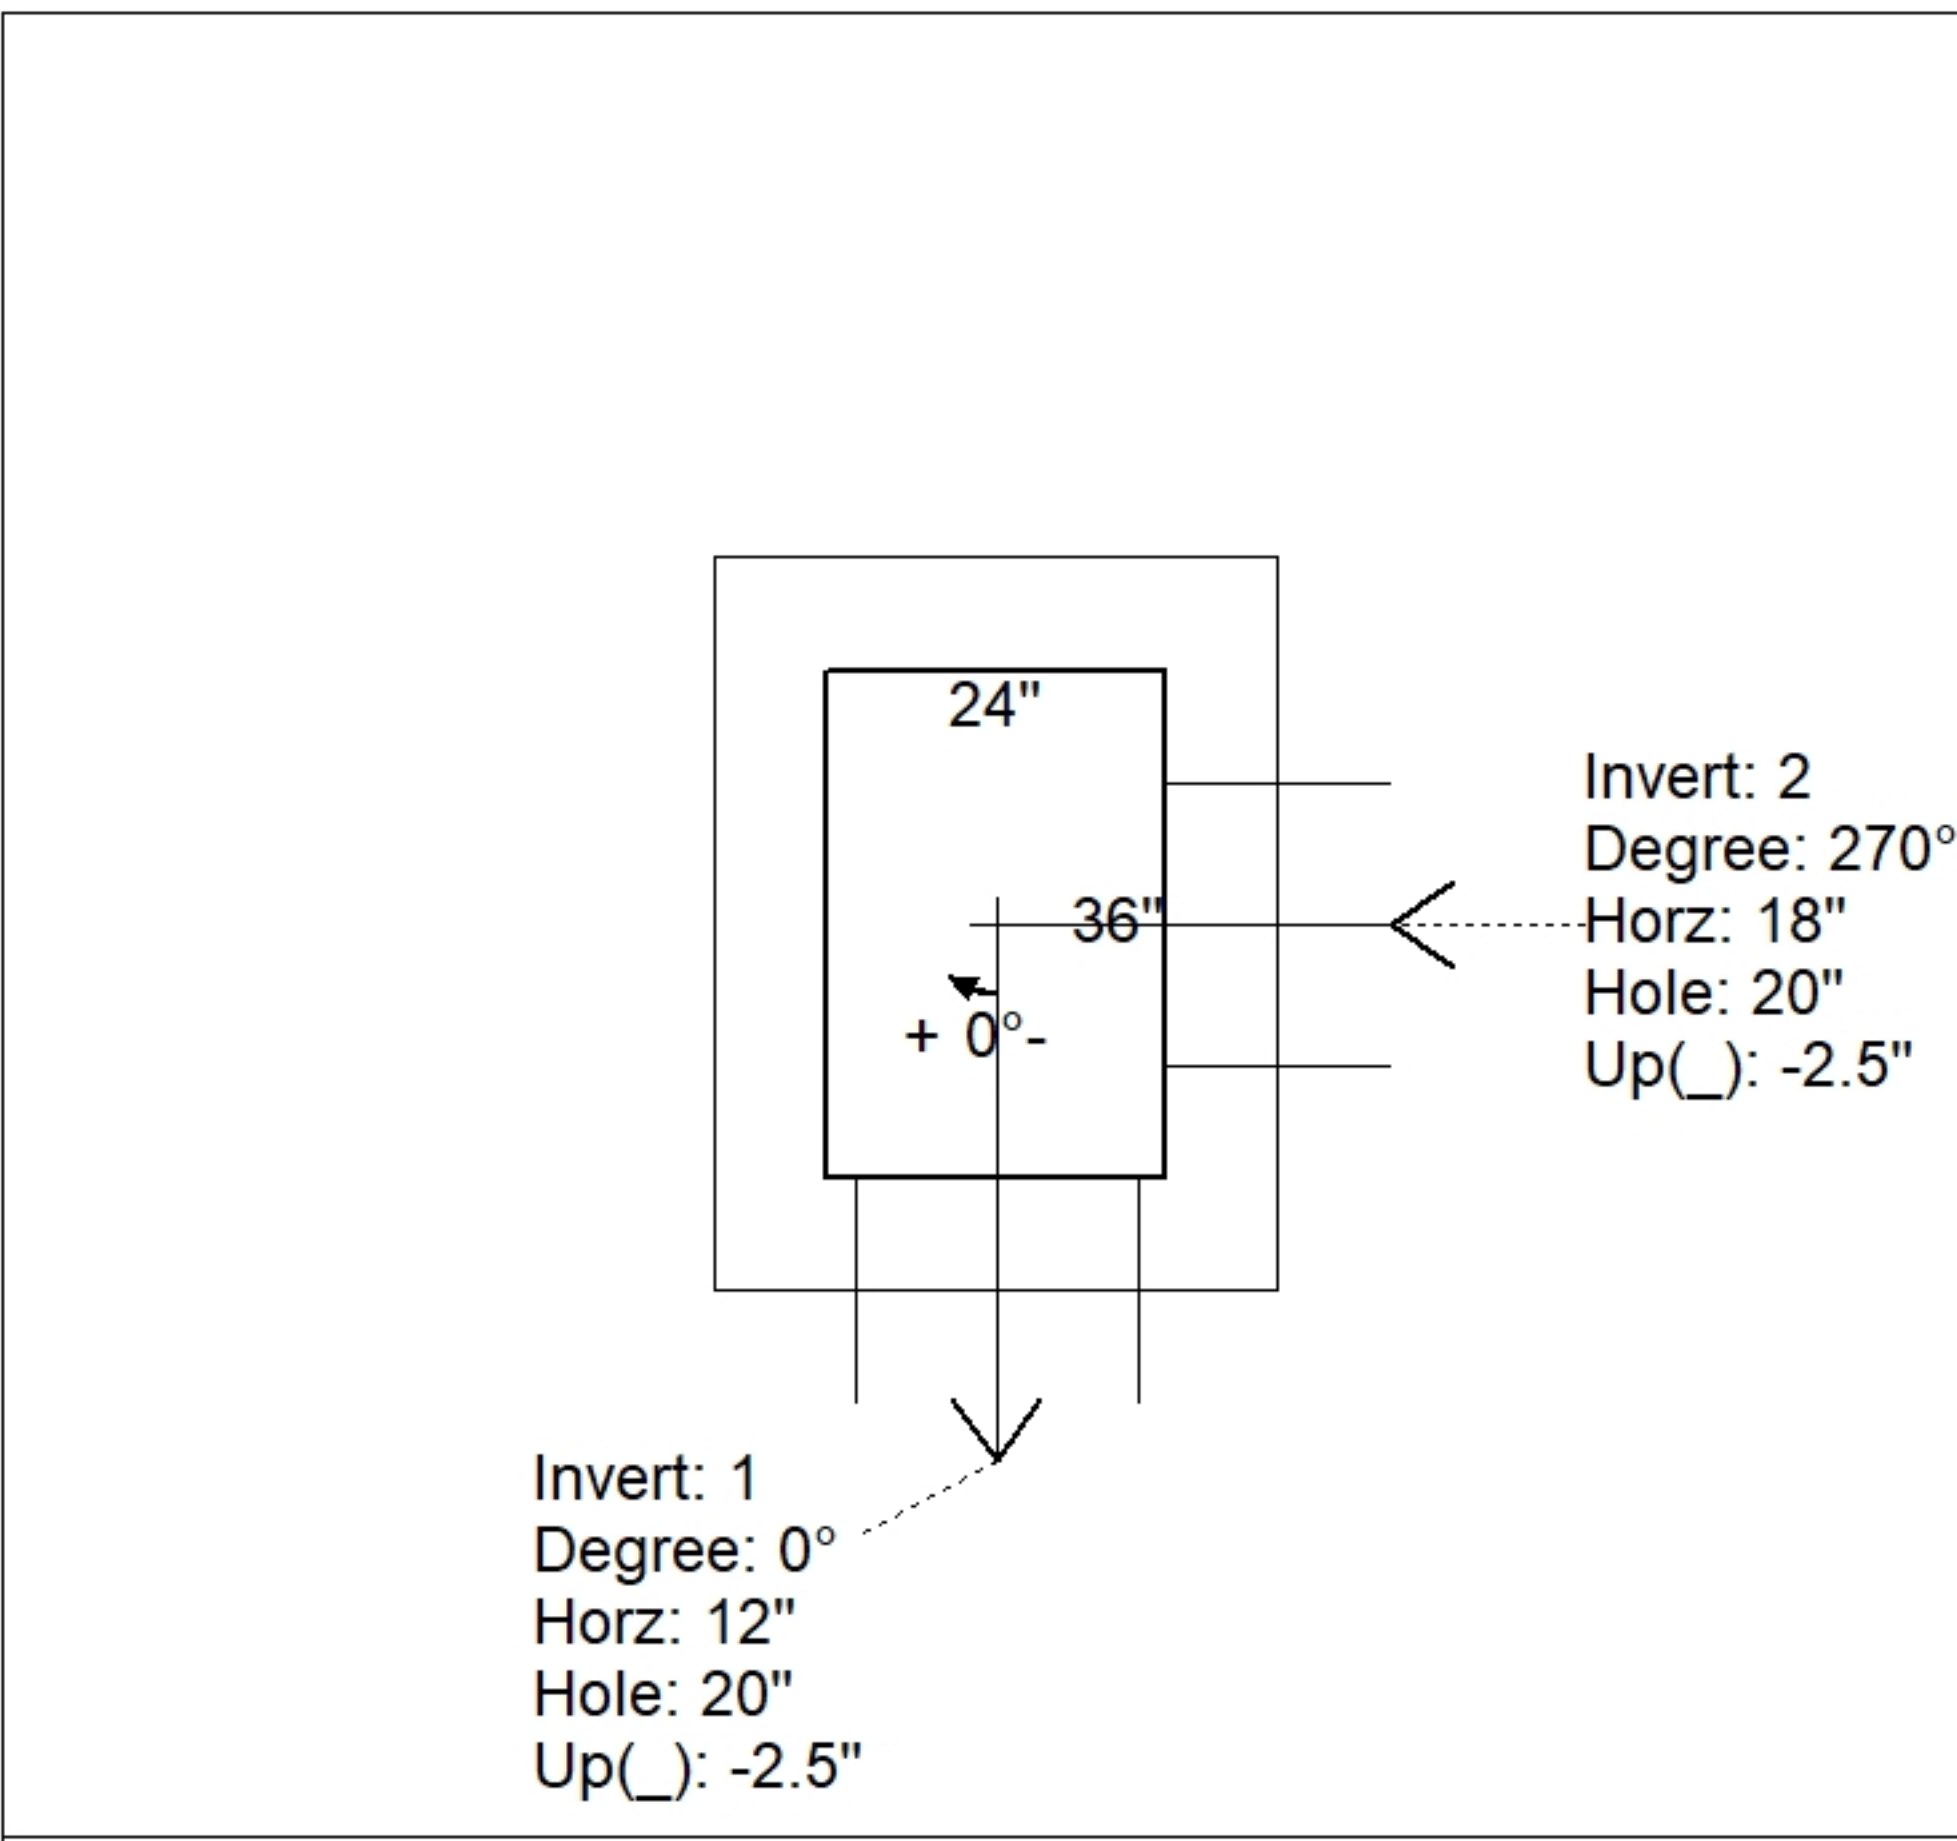 24"
36"
+ 0°-
Invert: 2
Degree: 270°
Horz: 18"
Hole: 20"
Up(_): -2.5"
Invert: 1
Degree: 0°
Horz: 12"
Hole: 20"
Up(_): -2.5"